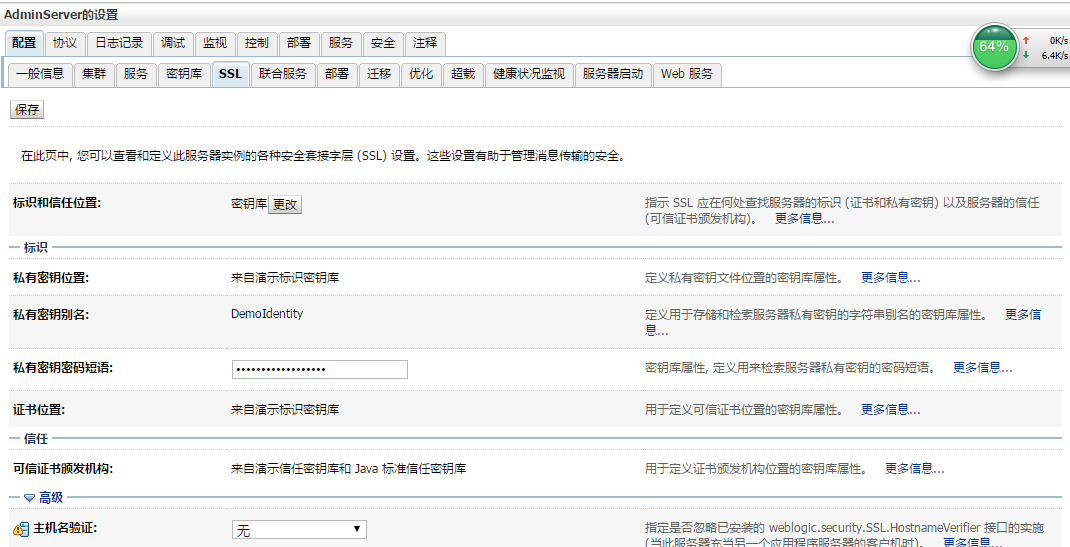 AdminServer的设置
配置 协议 日志记录 调试 监视 控制 部署 服务 安全 注释
64% 0K/s
6.4K/s
一般信息 集群 服务 密钥库 SSL 联合服务 部署 迁移 优化 超载 健康状况监视 服务器启动 Web 服务
保存
在此页中, 您可以查看和定义此服务器实例的各种安全套接字层 (SSL) 设置。这些设置有助于管理消息传输的安全。
标识和信任位置: 密钥库 更改 指示 SSL 应在何处查找服务器的标识 (证书和私有密钥) 以及服务器的信任
(可信证书颁发机构)。 更多信息...
标识
私有密钥位置: 来自演示标识密钥库 定义私有密钥文件位置的密钥库属性。 更多信息...
私有密钥别名: DemoIdentity 定义用于存储和检索服务器私有密钥的字符串别名的密钥库属性。 更多信
息...
私有密钥密码短语: •••••••••••••••••• 密钥库属性, 定义用来检索服务器私有密钥的密码短语。 更多信息...
证书位置: 来自演示标识密钥库 用于定义可信证书位置的密钥库属性。 更多信息...
信任
可信证书颁发机构: 来自演示信任密钥库和 Java 标准信任密钥库 用于定义证书颁发机构位置的密钥库属性。 更多信息...
高级
主机名验证: 无 指定是否忽略已安装的 weblogic.security.SSL.HostnameVerifier 接口的实施
(当此服务器充当另一个应用程序服务器的客户机时)。 更多信息...